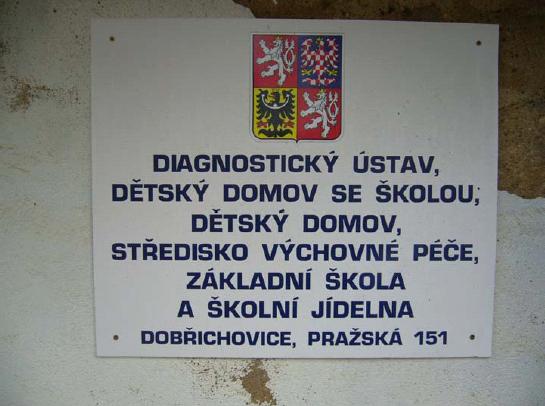 DIAGNOSTICKÝ ÚSTAV,
DĚTSKÝ DOMOV SE ŠKOLOU,
DĚTSKÝ DOMOV,
STŘEDISKO VÝCHOVNÉ PÉČE,
ZÁKLADNÍ ŠKOLA
A ŠKOLNÍ JÍDELNA
DOBŘICHOVICE, PRAŽSKÁ 151